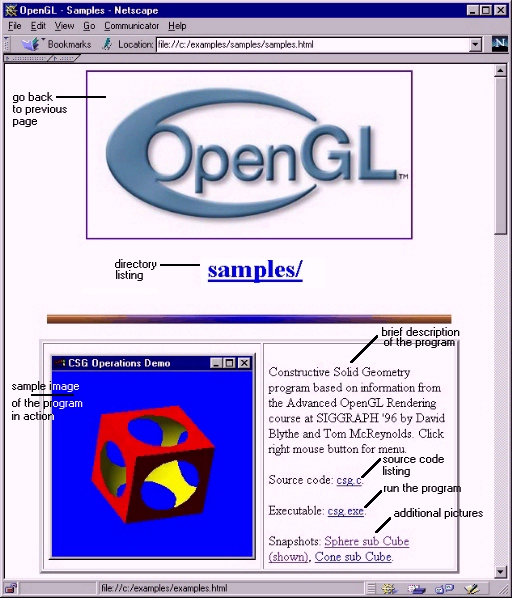 OpenGL - Samples - Netscape
File Edit View Go Communicator Help
Bookmarks Location: file://c:/examples/samples/samples.html
go back
to previous
page
OpenGL™
directory
listing
samples/
brief description
of the program
CSG Operations Demo
sample image
of the program
in action
Constructive Solid Geometry
program based on information from
the Advanced OpenGL Rendering
course at SIGGRAPH '96 by David
Blythe and Tom McReynolds. Click
right mouse button for menu.
source code
listing
Source code: csg.c.
run the program
Executable: csg.exe.
additional pictures
Snapshots: Sphere sub Cube
(shown), Cone sub Cube.
file://c:/examples/examples.html